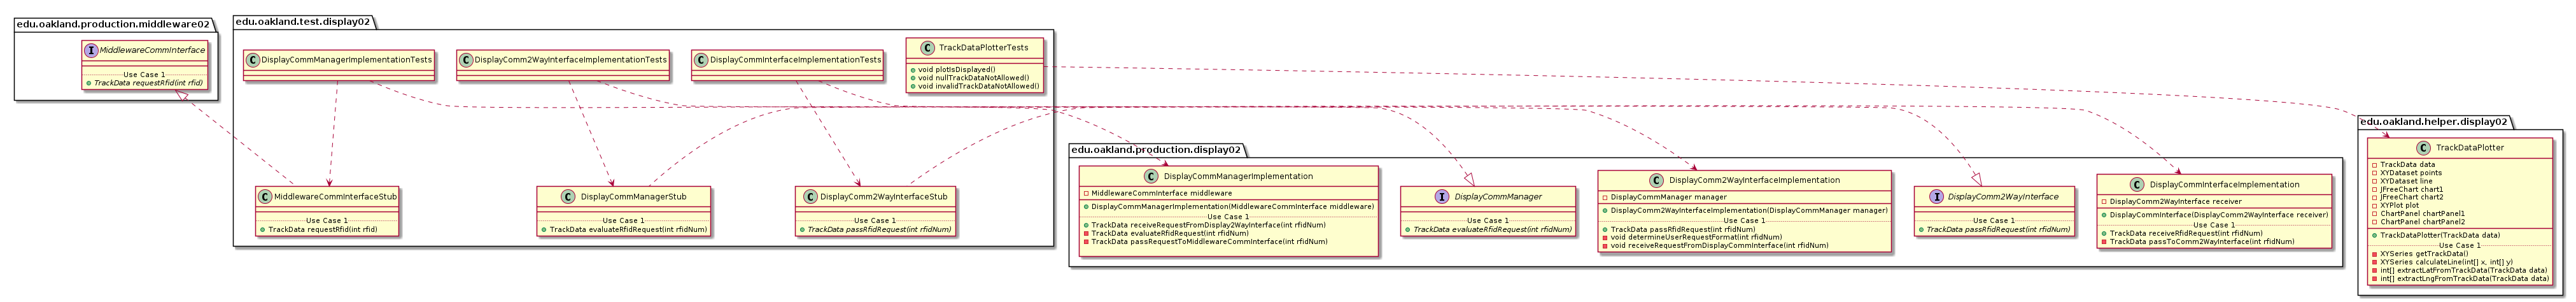 edu.oakland.production.middleware02
I MiddlewareCommInterface
Use Case 1
TrackData requestRfid(int rfid)
edu.oakland.test.display02
C DisplayCommManagerImplementationTests
C DisplayComm2WayInterfaceImplementationTests
C DisplayCommInterfaceImplementationTests
C TrackDataPlotterTests
void plotIsDisplayed()
void nullTrackDataNotAllowed()
void invalidTrackDataNotAllowed()
C MiddlewareCommInterfaceStub
Use Case 1
TrackData requestRfid(int rfid)
C DisplayCommManagerStub
Use Case 1
TrackData evaluateRfidRequest(int rfidNum)
C DisplayComm2WayInterfaceStub
Use Case 1
TrackData passRfidRequest(int rfidNum)
edu.oakland.production.display02
C DisplayCommManagerImplementation
MiddlewareCommInterface middleware
DisplayCommManagerImplementation(MiddlewareCommInterface middleware)
Use Case 1
TrackData receiveRequestFromDisplay2WayInterface(int rfidNum)
TrackData evaluateRfidRequest(int rfidNum)
TrackData passRequestToMiddlewareCommInterface(int rfidNum)
I DisplayCommManager
Use Case 1
TrackData evaluateRfidRequest(int rfidNum)
C DisplayComm2WayInterfaceImplementation
DisplayCommManager manager
DisplayComm2WayInterfaceImplementation(DisplayCommManager manager)
Use Case 1
TrackData passRfidRequest(int rfidNum)
void determineUserRequestFormat(int rfidNum)
void receiveRequestFromDisplayCommInterface(int rfidNum)
I DisplayComm2WayInterface
Use Case 1
TrackData passRfidRequest(int rfidNum)
C DisplayCommInterfaceImplementation
DisplayComm2WayInterface receiver
DisplayCommInterface(DisplayComm2WayInterface receiver)
Use Case 1
TrackData receiveRfidRequest(int rfidNum)
TrackData passToComm2WayInterface(int rfidNum)
edu.oakland.helper.display02
C TrackDataPlotter
TrackData data
XYDataset points
XYDataset line
JFreeChart chart1
JFreeChart chart2
XYPlot plot
ChartPanel chartPanel1
ChartPanel chartPanel2
TrackDataPlotter(TrackData data)
Use Case 1
XYSeries getTrackData()
XYSeries calculateLine(int[] x, int[] y)
int[] extractLatFromTrackData(TrackData data)
int[] extractLngFromTrackData(TrackData data)